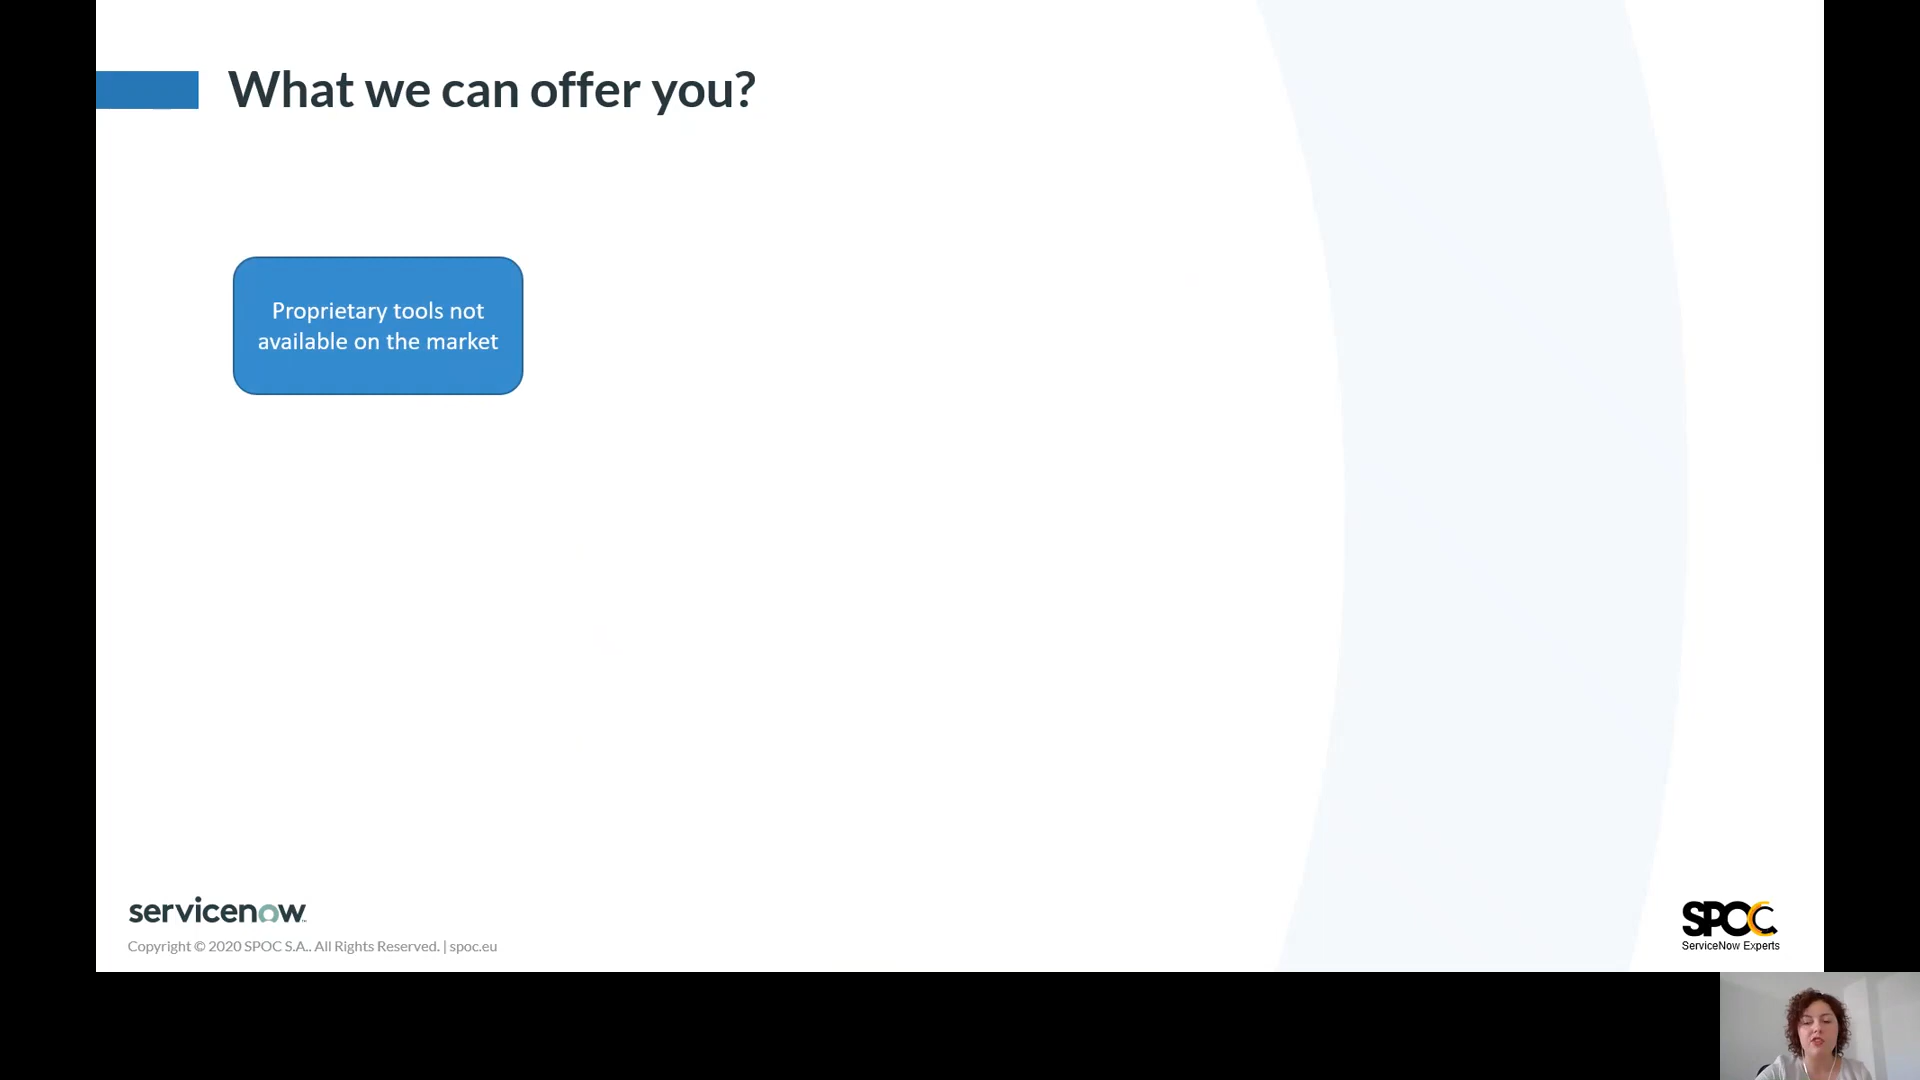 What we can offer you?
Proprietary tools not
available on the market
servicenow™
Copyright © 2020 SPOC S.A.. All Rights Reserved. | spoc.eu
SPOC
ServiceNow Experts